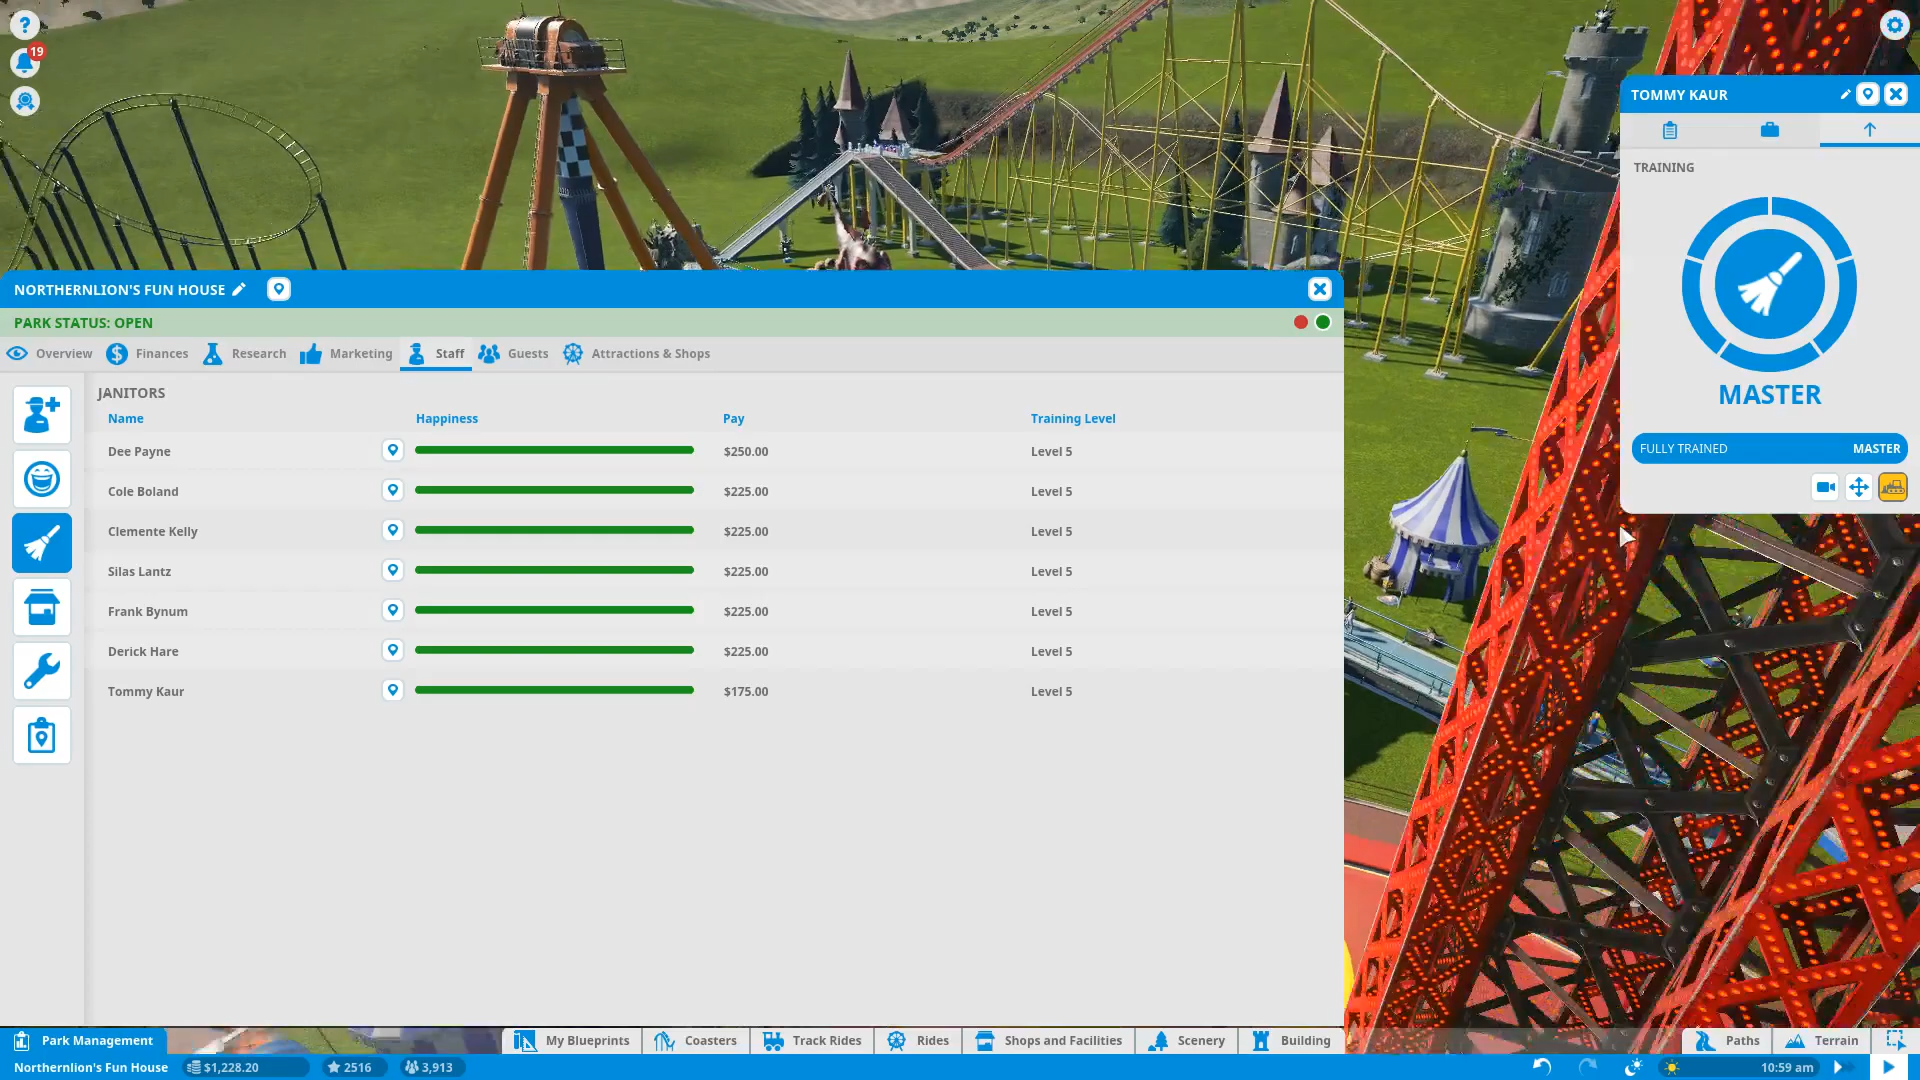 ?
19
TOMMY KAUR
TRAINING
MASTER
FULLY TRAINED MASTER
NORTHERNLION'S FUN HOUSE
PARK STATUS: OPEN
Overview Finances Research Marketing Staff Guests Attractions & Shops
JANITORS
Name Happiness Pay Training Level
Dee Payne $250.00 Level 5
Cole Boland $225.00 Level 5
Clemente Kelly $225.00 Level 5
Silas Lantz $225.00 Level 5
Frank Bynum $225.00 Level 5
Derick Hare $225.00 Level 5
Tommy Kaur $175.00 Level 5
Park Management My Blueprints Coasters Track Rides Rides Shops and Facilities Scenery Building Paths Terrain
Northernlion's Fun House $1,228.20 2516 3,913 10:59 am